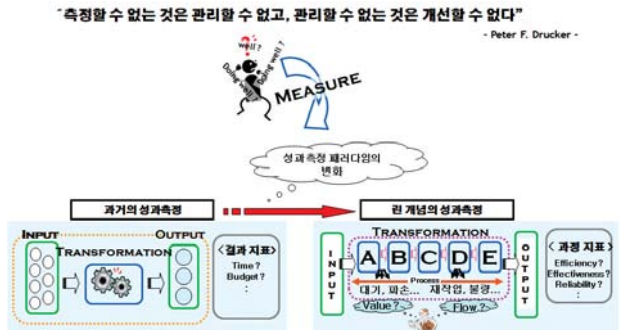 “측정할 수 없는 것은 관리할 수 없고, 관리할 수 없는 것은 개선할 수 없다”
- Peter F. Drucker -
well?
Doing well?
Doing well?
MEASURE
성과측정 패러다임의
변화
과거의 성과측정
린 개념의 성과측정
INPUT
OUTPUT
TRANSFORMATION
<결과 지표>
Time?
Budget?
:
TRANSFORMATION
INPUT
A B C D E
OUTPUT
Process
대기, 파손... 재작업, 불량...
Value?
Flow?
<과정 지표>
Efficiency?
Effectiveness?
Reliability?
: